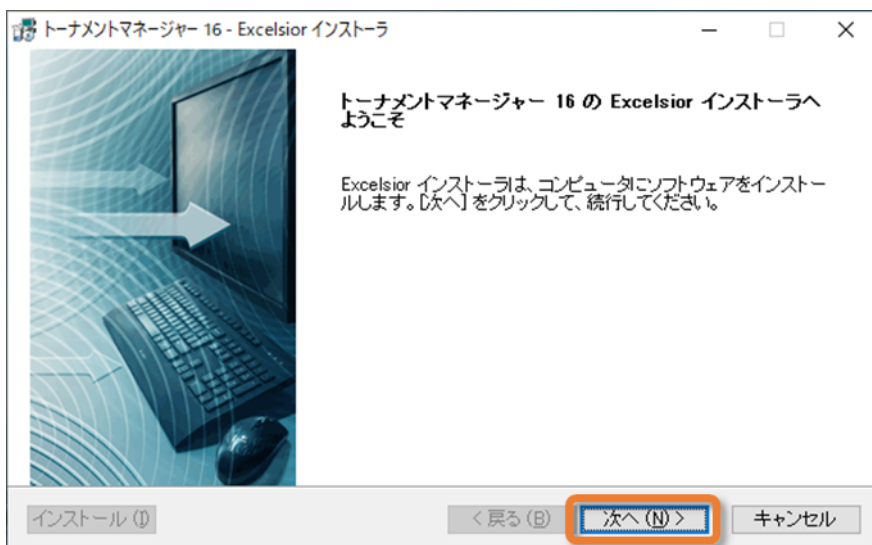 トーナメントマネージャー 16 - Excelsior インストーラ
トーナメントマネージャー 16 の Excelsior インストーラへ
ようこそ
Excelsior インストーラは、コンピュータにソフトウェアをインストー
ルします。[次へ] をクリックして、続行してください。
インストール (I)
< 戻る (B)
次へ (N) >
キャンセル